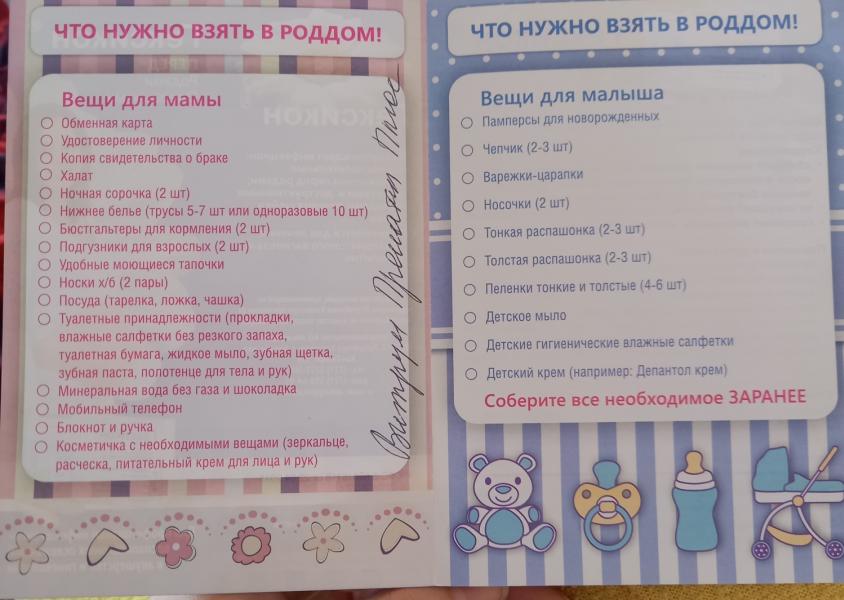 ЧТО НУЖНО ВЗЯТЬ В РОДДОМ!
Вещи для мамы
Обменная карта
Удостоверение личности
Копия свидетельства о браке
Халат
Ночная сорочка (2 шт)
Нижнее белье (трусы 5-7 шт или одноразовые 10 шт)
Бюстгальтеры для кормления (2 шт)
Подгузники для взрослых (2 шт)
Удобные моющиеся тапочки
Носки х/б (2 пары)
Посуда (тарелка, ложка, чашка)
Туалетные принадлежности (прокладки,
влажные салфетки без резкого запаха,
туалетная бумага, жидкое мыло, зубная щетка,
зубная паста, полотенце для тела и рук)
Минеральная вода без газа и шоколадка
Мобильный телефон
Блокнот и ручка
Косметичка с необходимыми вещами (зеркальце,
расческа, питательный крем для лица и рук)
Витрум Пренатал Плюс
ЧТО НУЖНО ВЗЯТЬ В РОДДОМ!
Вещи для малыша
Памперсы для новорожденных
Чепчик (2-3 шт)
Варежки-царапки
Носочки (2 шт)
Тонкая распашонка (2-3 шт)
Толстая распашонка (2-3 шт)
Пеленки тонкие и толстые (4-6 шт)
Детское мыло
Детские гигиенические влажные салфетки
Детский крем (например: Депантол крем)
Соберите все необходимое ЗАРАНЕЕ